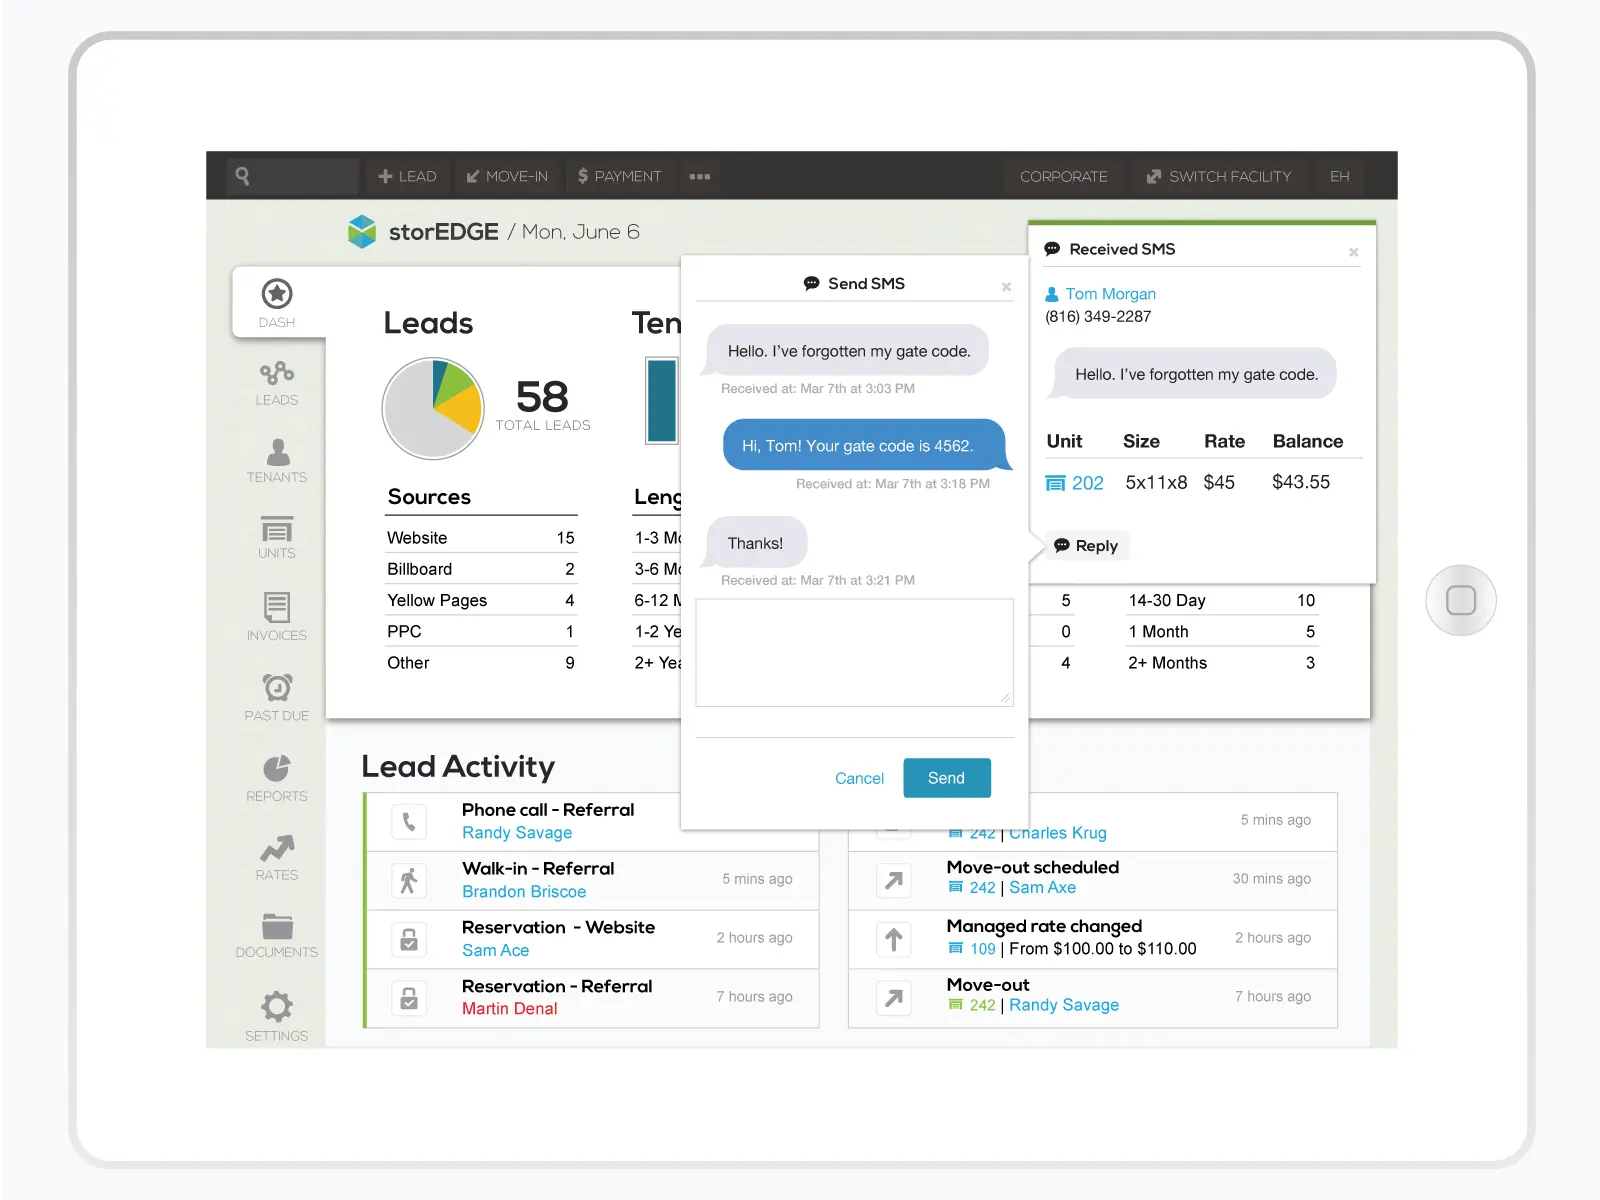 + LEAD
MOVE-IN
$ PAYMENT
•••
CORPORATE
SWITCH FACILITY
EH
storEDGE / Mon, June 6
DASH
LEADS
TENANTS
UNITS
INVOICES
PAST DUE
REPORTS
RATES
DOCUMENTS
SETTINGS
Leads
58
TOTAL LEADS
Sources
Website 15
Billboard 2
Yellow Pages 4
PPC 1
Other 9
Ten
Leng
1-3 Mo
3-6 Mo
6-12 M
1-2 Ye
2+ Yea
Send SMS ×
Hello. I've forgotten my gate code.
Received at: Mar 7th at 3:03 PM
Hi, Tom! Your gate code is 4562.
Received at: Mar 7th at 3:18 PM
Thanks!
Received at: Mar 7th at 3:21 PM
Cancel
Send
Received SMS ×
Tom Morgan
(816) 349-2287
Hello. I've forgotten my gate code.
Unit Size Rate Balance
202 5x11x8 $45 $43.55
Reply
5
0
4
14-30 Day 10
1 Month 5
2+ Months 3
Lead Activity
Phone call - Referral
Randy Savage
Walk-in - Referral
Brandon Briscoe
5 mins ago
Reservation - Website
Sam Ace
2 hours ago
Reservation - Referral
Martin Denal
7 hours ago
242 | Charles Krug
5 mins ago
Move-out scheduled
242 | Sam Axe
30 mins ago
Managed rate changed
109 | From $100.00 to $110.00
2 hours ago
Move-out
242 | Randy Savage
7 hours ago